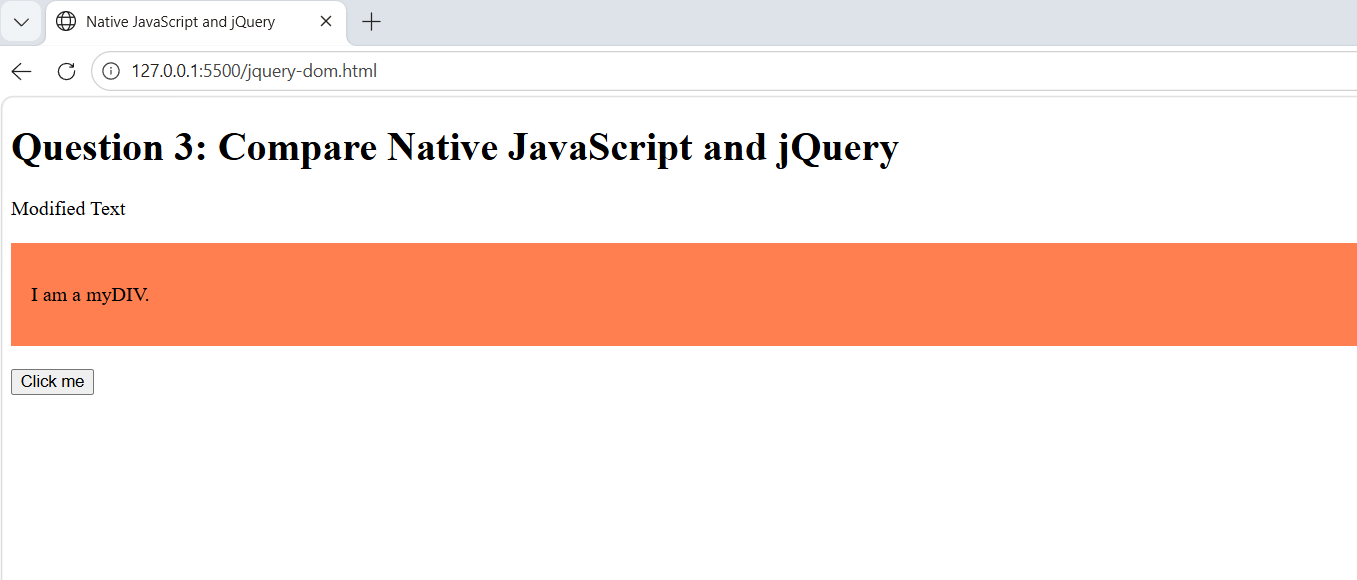 Native JavaScript and jQuery
127.0.0.1:5500/jquery-dom.html
Question 3: Compare Native JavaScript and jQuery
Modified Text
I am a myDIV.
Click me